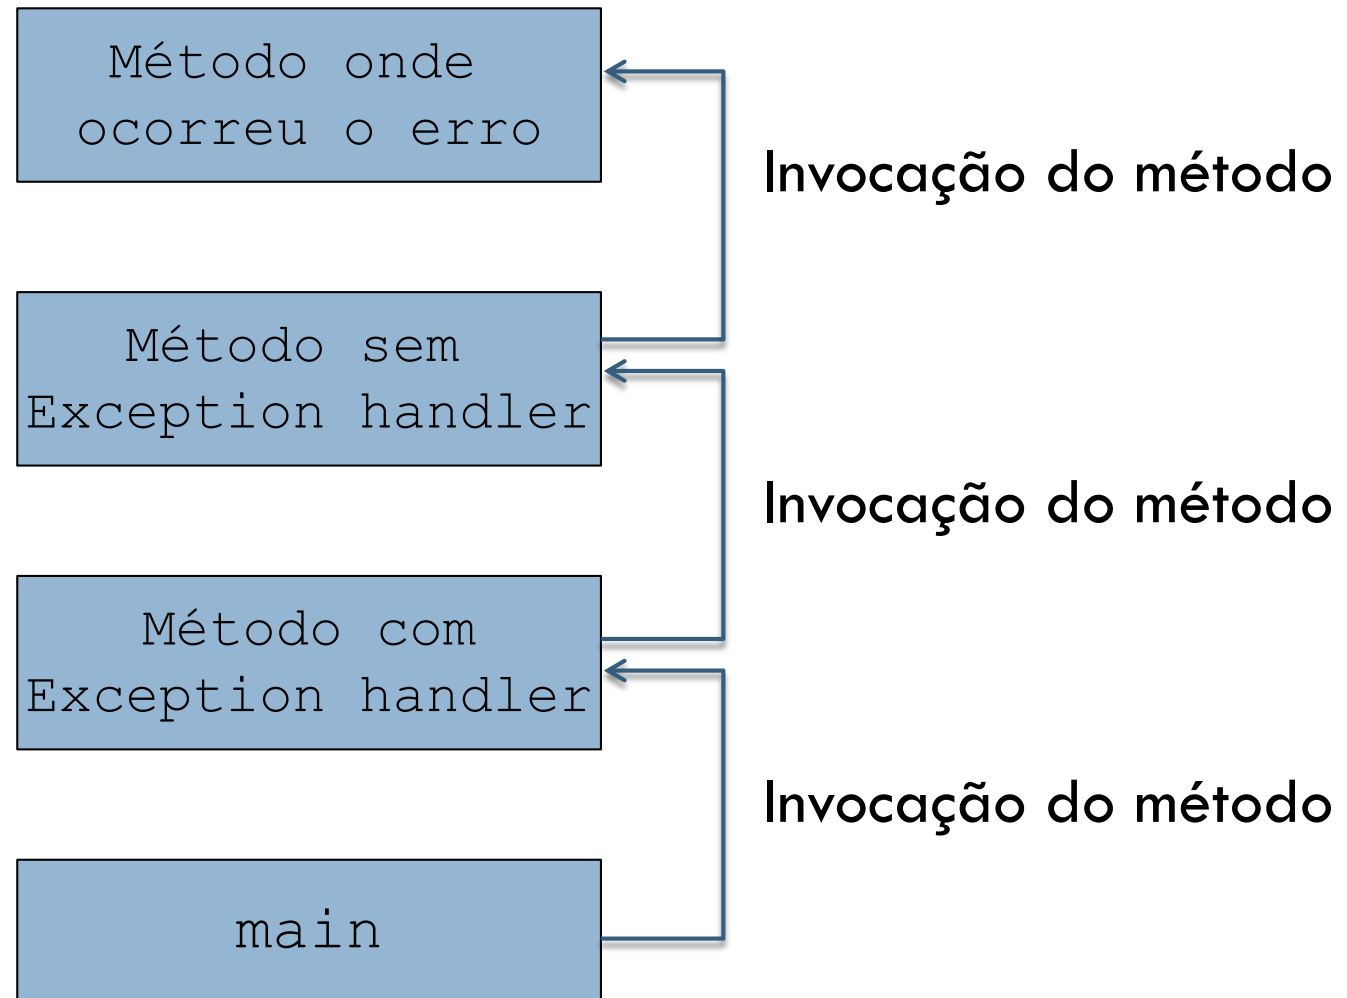 Método onde
ocorreu o erro
Invocação do método
Método sem
Exception handler
Invocação do método
Método com
Exception handler
Invocação do método
main